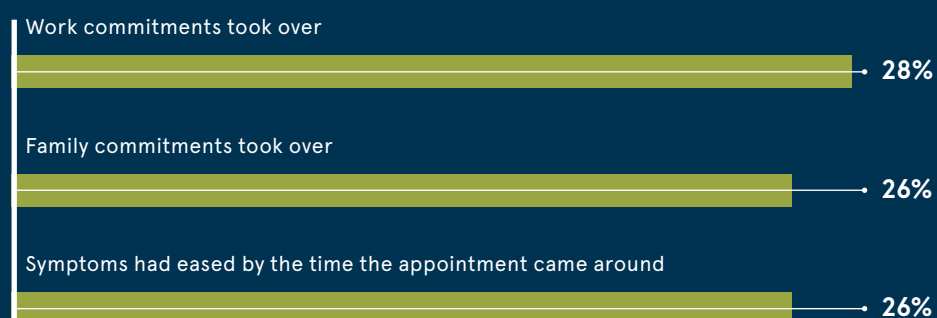 Work commitments took over
28%
Family commitments took over
26%
Symptoms had eased by the time the appointment came around
26%